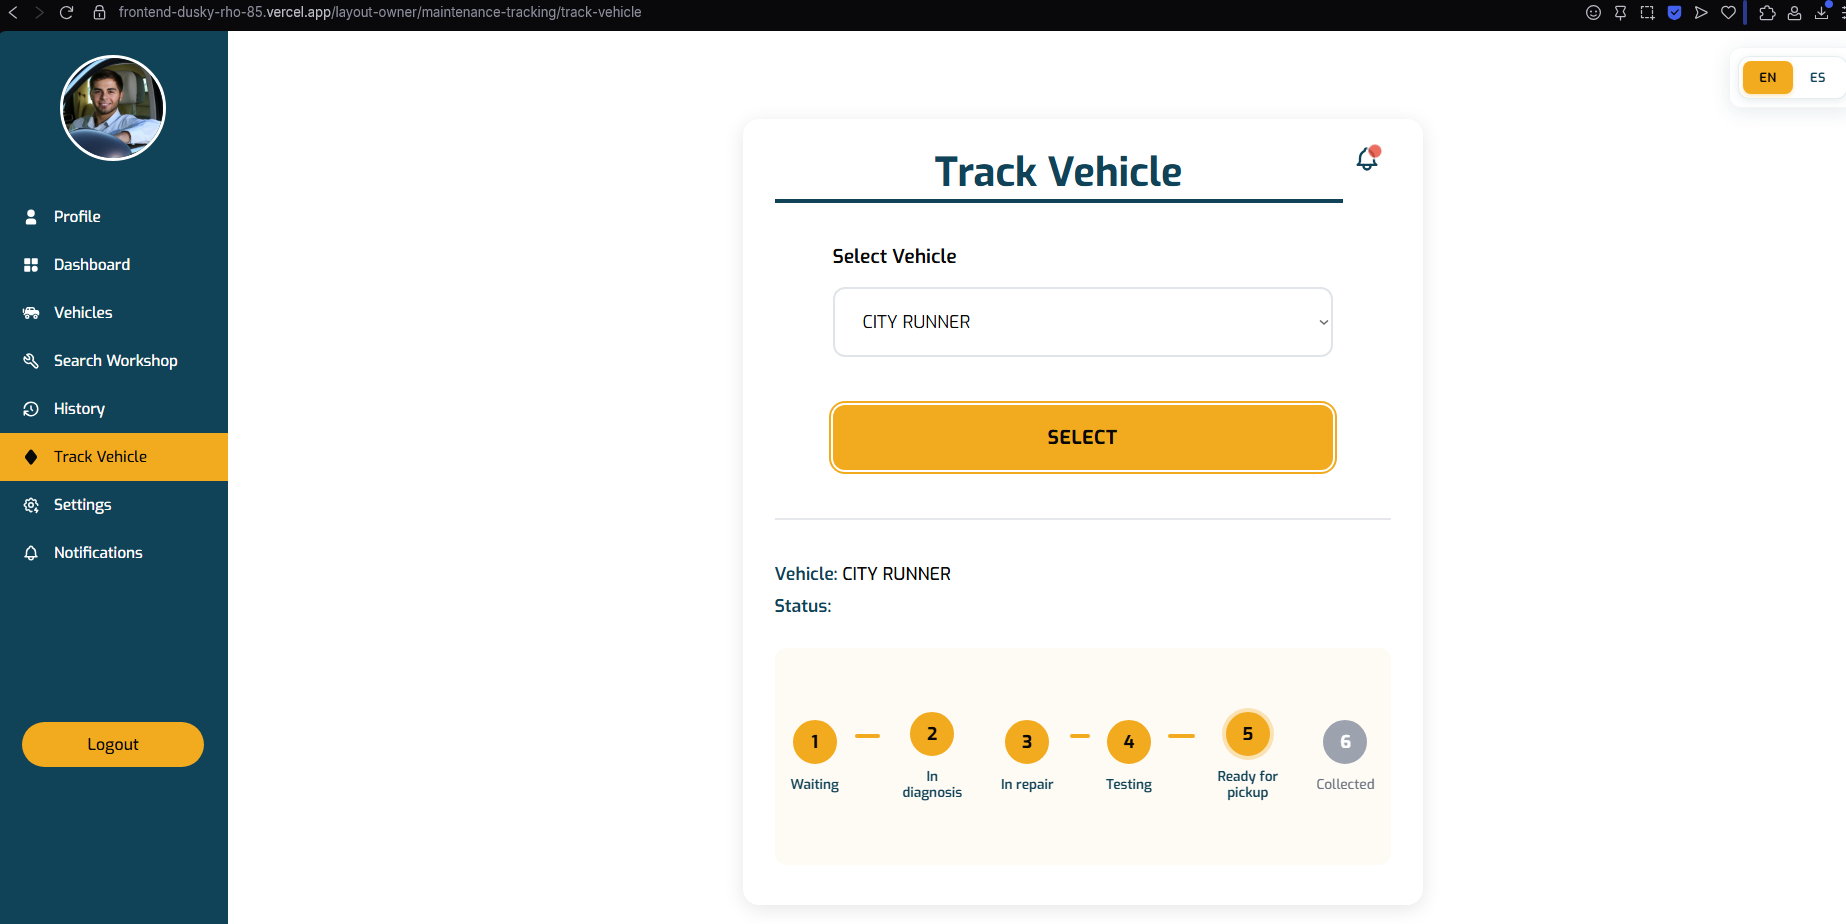 frontend-dusky-rho-85.vercel.app/layout-owner/maintenance-tracking/track-vehicle
EN ES
Profile
Dashboard
Vehicles
Search Workshop
History
Track Vehicle
Settings
Notifications
Logout
Track Vehicle
Select Vehicle
CITY RUNNER
SELECT
Vehicle: CITY RUNNER
Status:
1 2 3 4 5 6
Waiting
In
diagnosis
In repair
Testing
Ready for
pickup
Collected